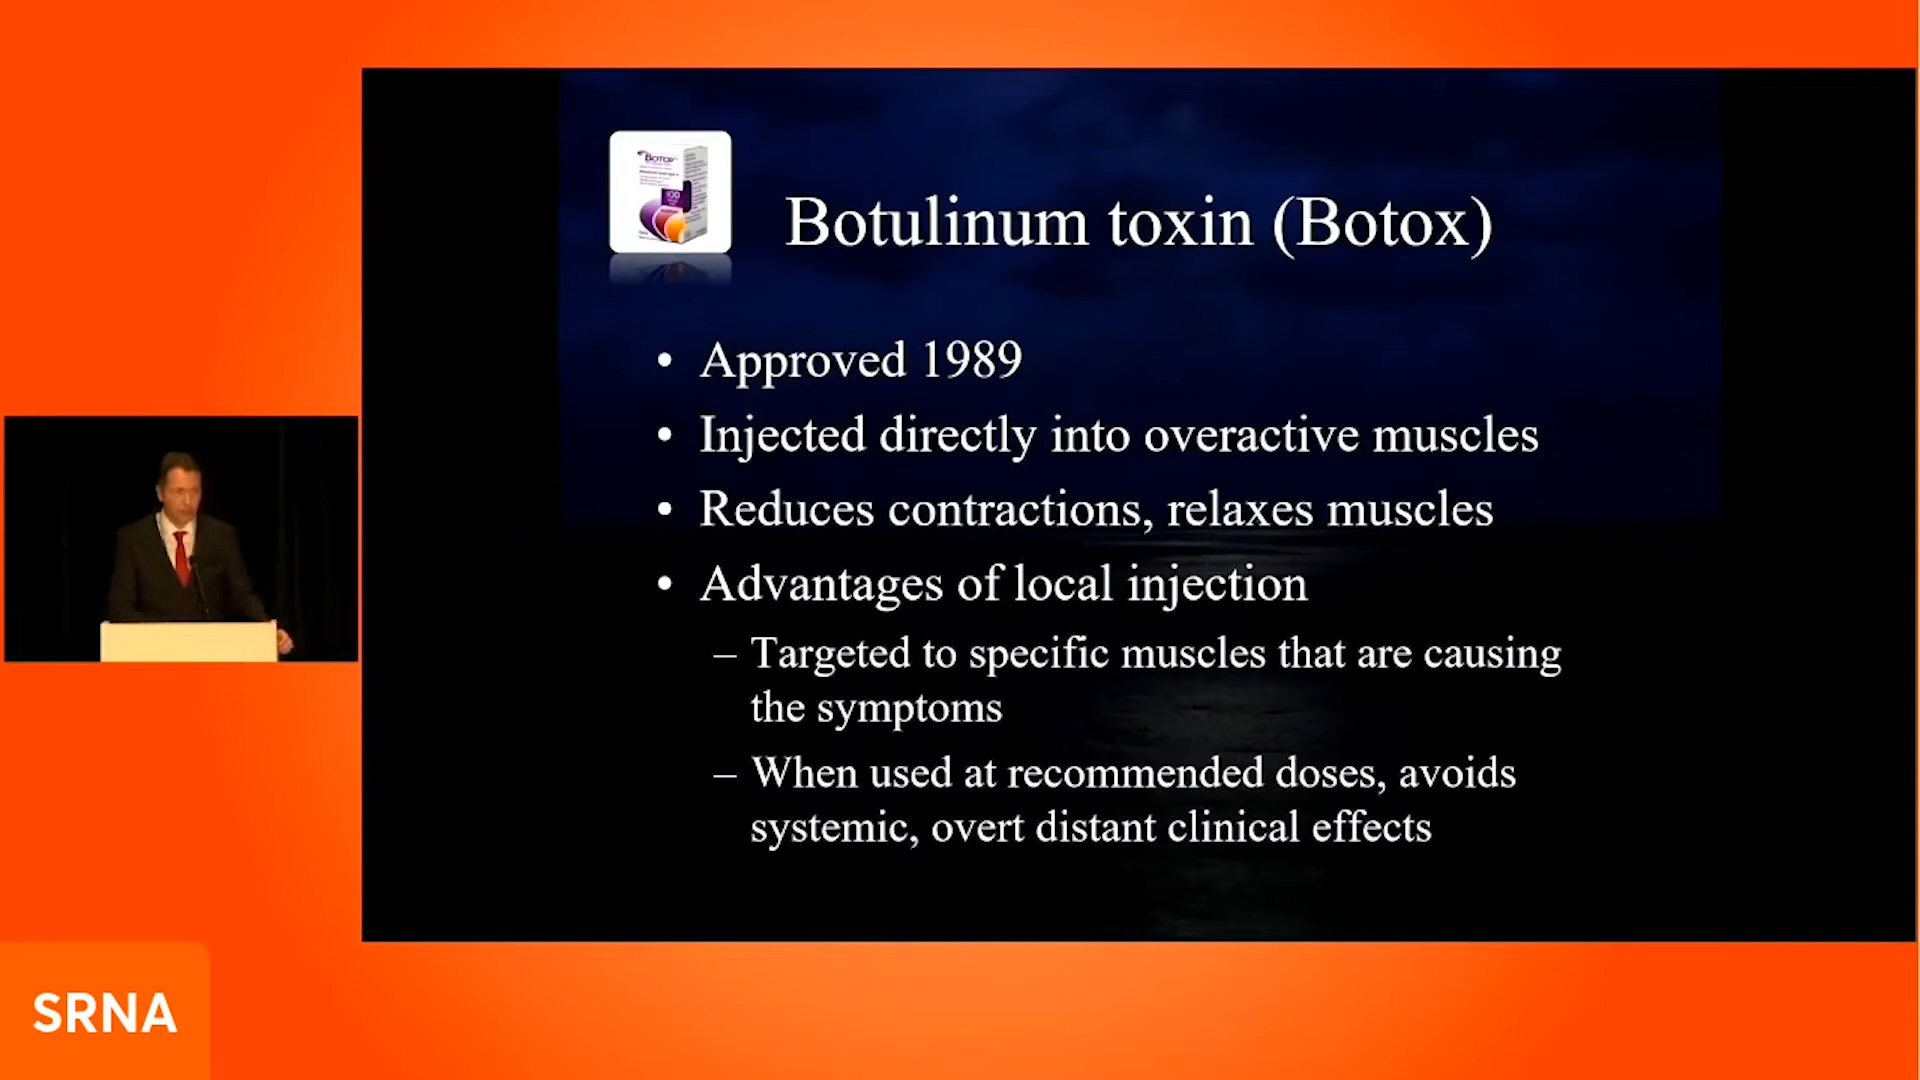 BOTOX
100
Botulinum toxin (Botox)
• Approved 1989
• Injected directly into overactive muscles
• Reduces contractions, relaxes muscles
• Advantages of local injection
– Targeted to specific muscles that are causing
the symptoms
– When used at recommended doses, avoids
systemic, overt distant clinical effects
SRNA